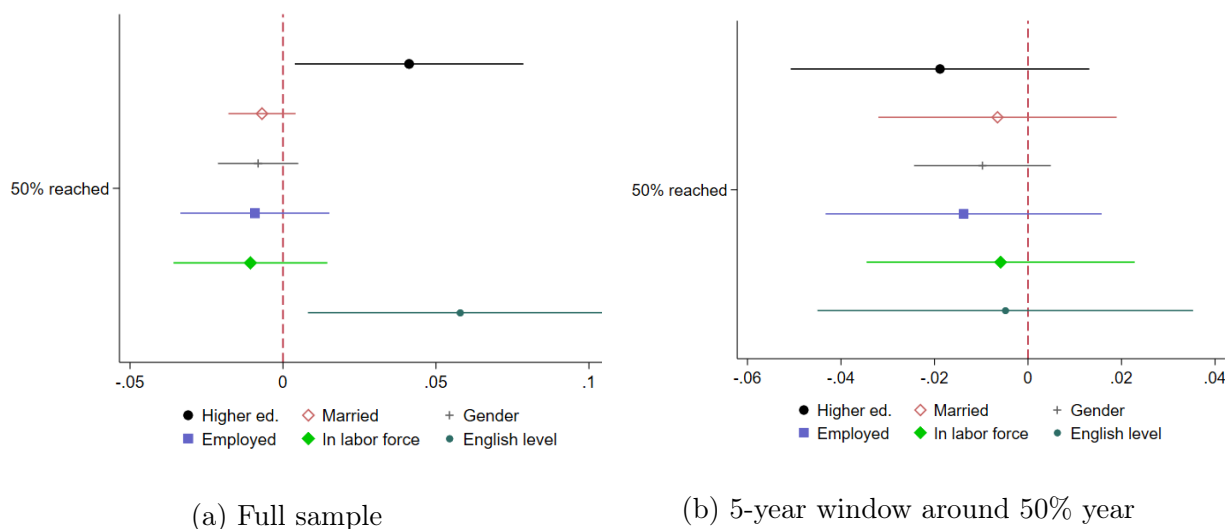 50% reached
-.05 0 .05 .1
Higher ed. Married Gender
Employed In labor force English level
(a) Full sample
50% reached
-.06 -.04 -.02 0 .02 .04
Higher ed. Married Gender
Employed In labor force English level
(b) 5-year window around 50% year